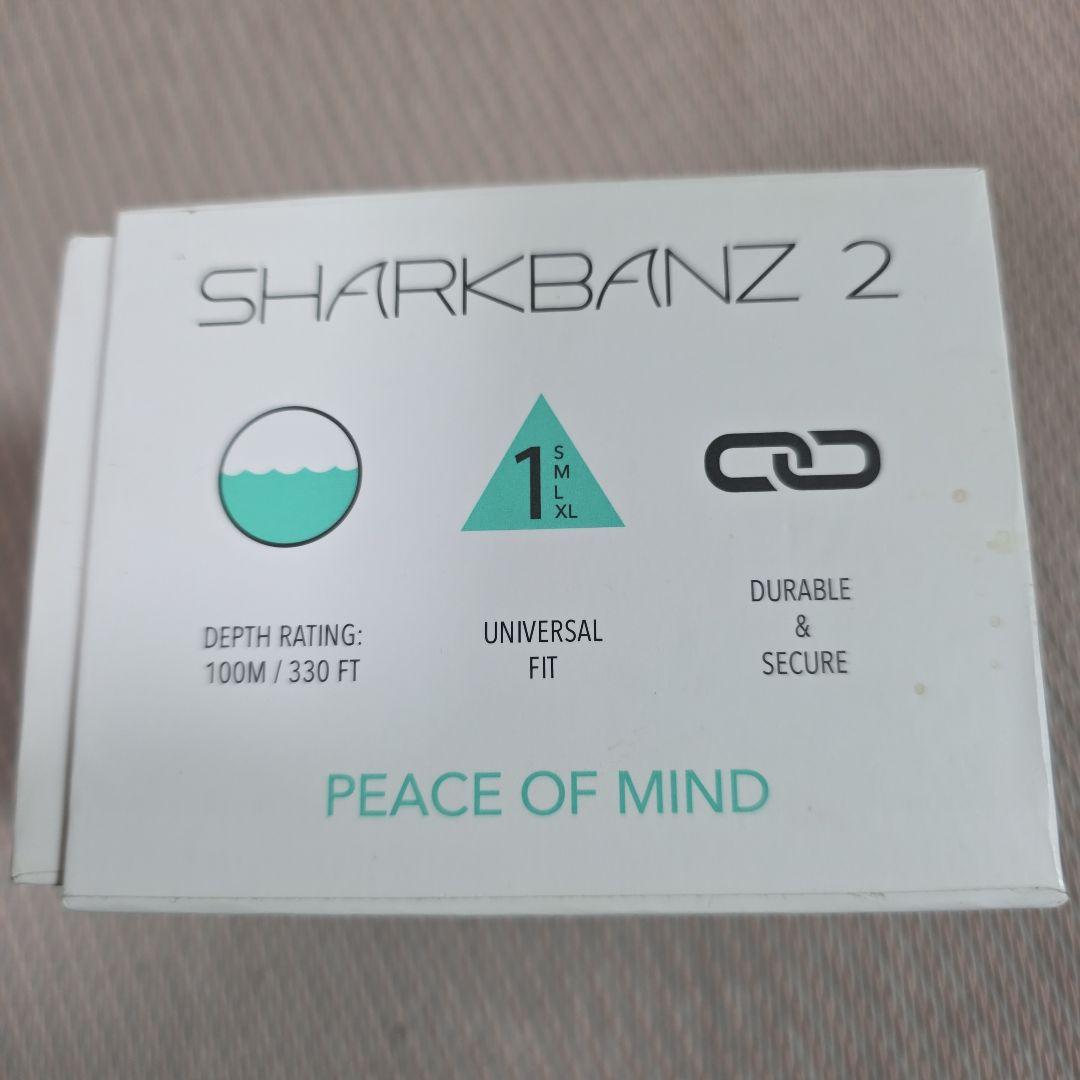 SHARKBANZ 2
1
S
M
L
XL
DEPTH RATING:
100M / 330 FT
UNIVERSAL
FIT
DURABLE
&
SECURE
PEACE OF MIND